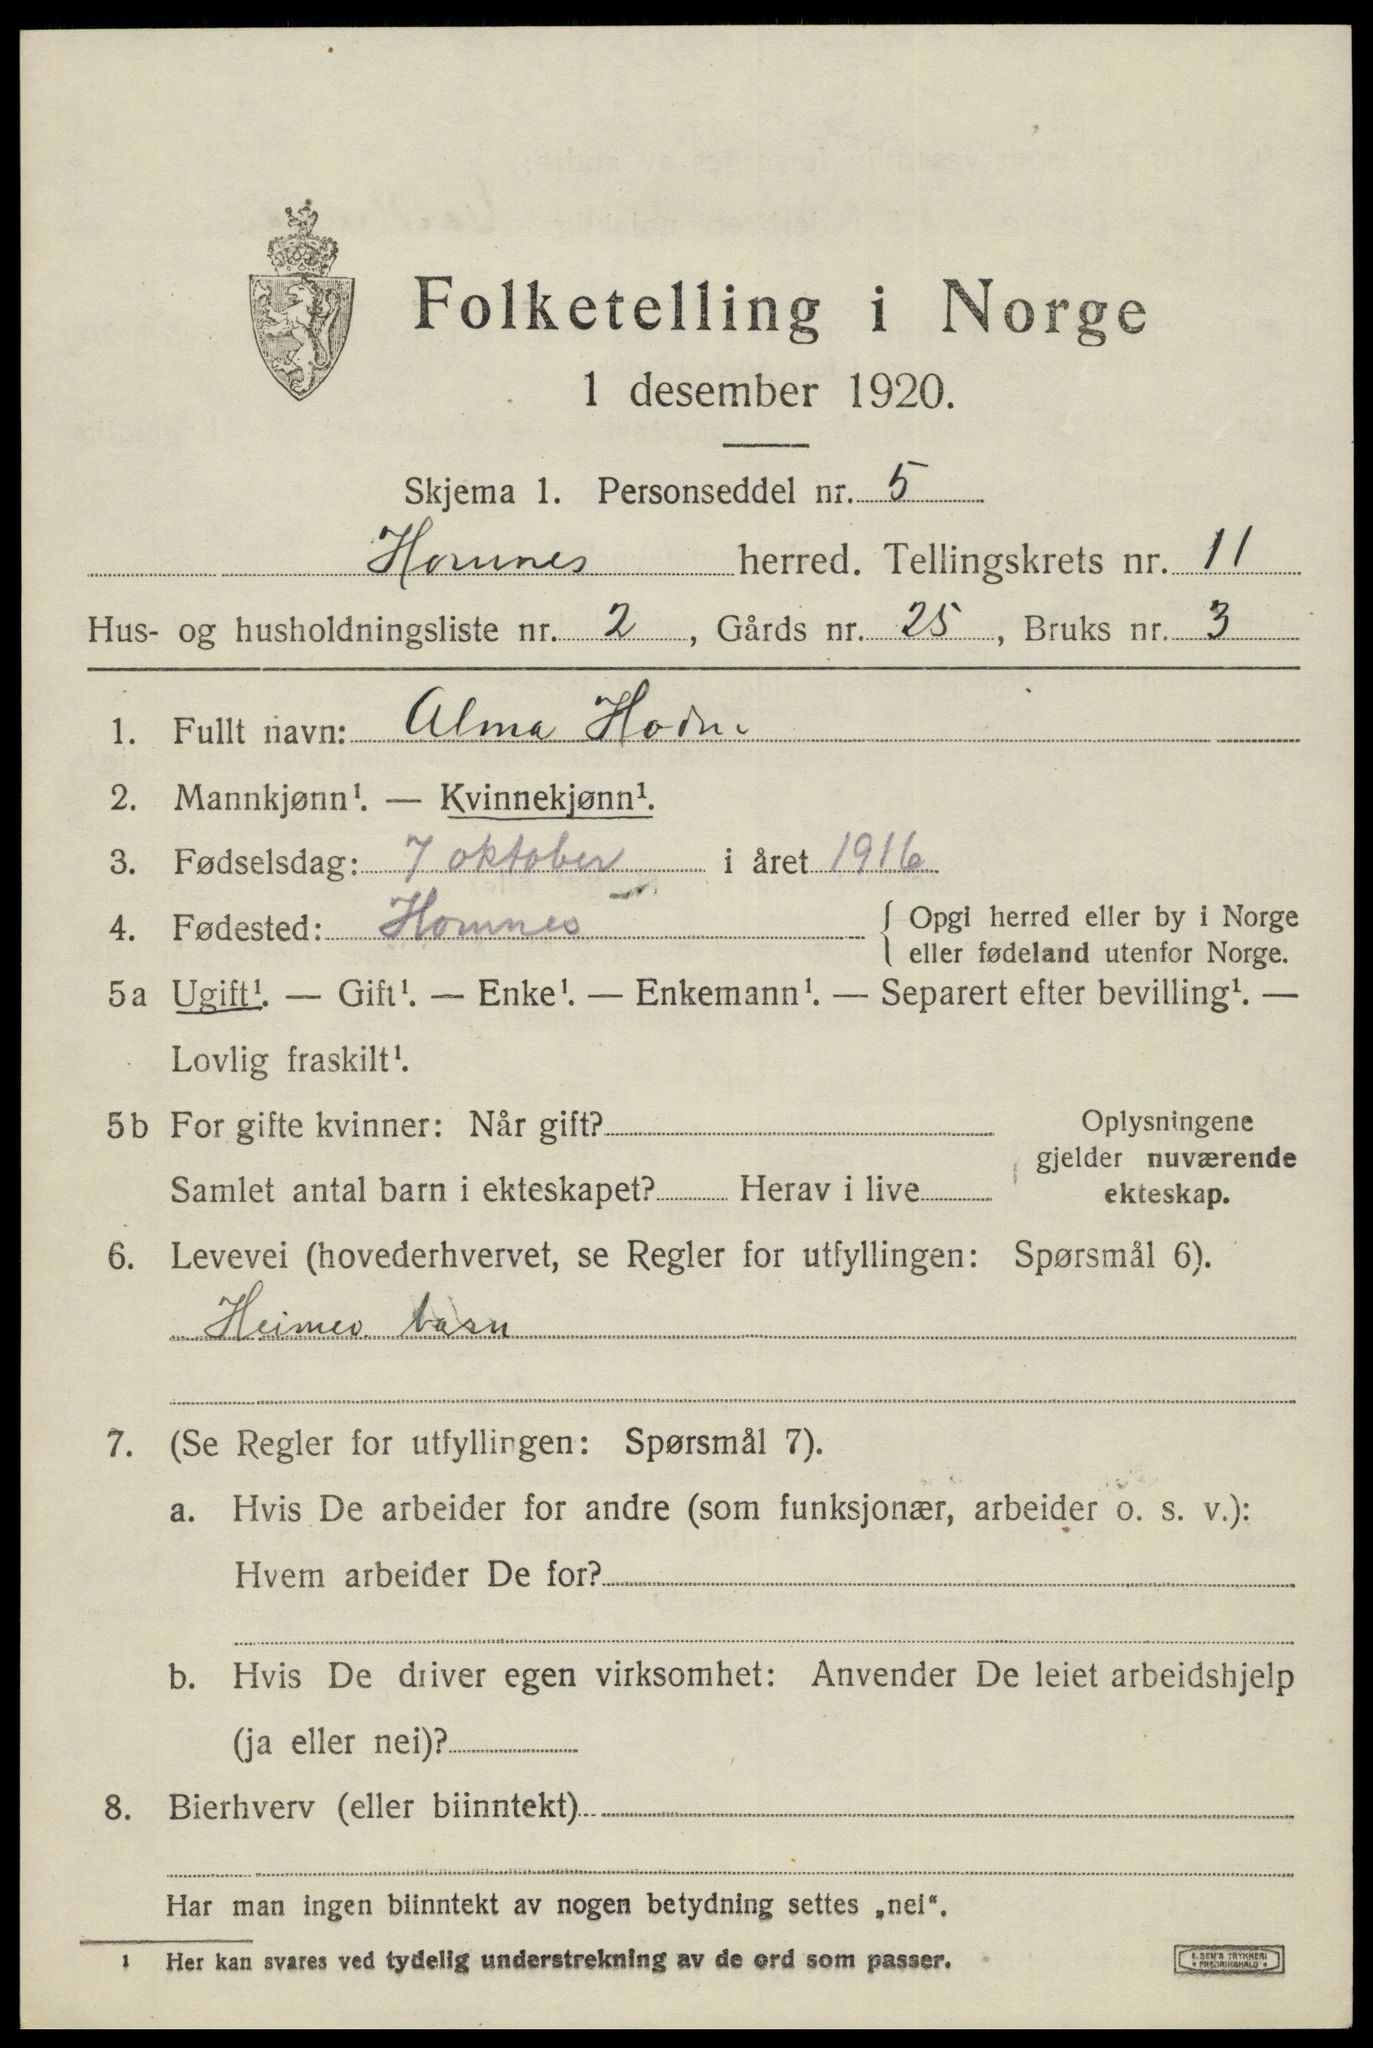 Folketelling i Norge
1 desember 1920.
Skjema 1. Personseddel nr. 5
Hornnes herred. Tellingskrets nr. 11
Hus- og husholdningsliste nr. 2, Gårds nr. 25, Bruks nr. 3
1. Fullt navn: Alma Hodne
2. Mannkjønn¹. — Kvinnekjønn¹.
3. Fødselsdag: 7 oktober i året 1916
4. Fødested: Hornnes { Opgi herred eller by i Norge
eller fødeland utenfor Norge.
5a Ugift¹. — Gift¹. — Enke¹. — Enkemann¹. — Separert efter bevilling¹. —
Lovlig fraskilt¹.
5b For gifte kvinner: Når gift?
Samlet antal barn i ekteskapet? Herav i live
Oplysningene
gjelder nuværende
ekteskap.
6. Levevei (hovederhvervet, se Regler for utfyllingen: Spørsmål 6).
Heimev. barn
7. (Se Regler for utfyllingen: Spørsmål 7).
a. Hvis De arbeider for andre (som funksjonær, arbeider o. s. v.):
Hvem arbeider De for?
b. Hvis De driver egen virksomhet: Anvender De leiet arbeidshjelp
(ja eller nei)?
8. Bierhverv (eller biinntekt)
Har man ingen biinntekt av nogen betydning settes „nei“.
¹ Her kan svares ved tydelig understrekning av de ord som passer.
E. SEM'S TRYKKERI
* FREDRIKSHALD *